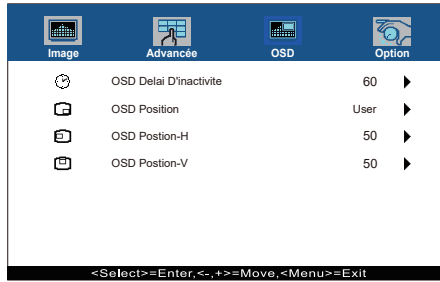 Image Advancée OSD Option
OSD Delai D'inactivite 60
OSD Position User
OSD Postion-H 50
OSD Postion-V 50
<Select>=Enter,<-,+>=Move,<Menu>=Exit